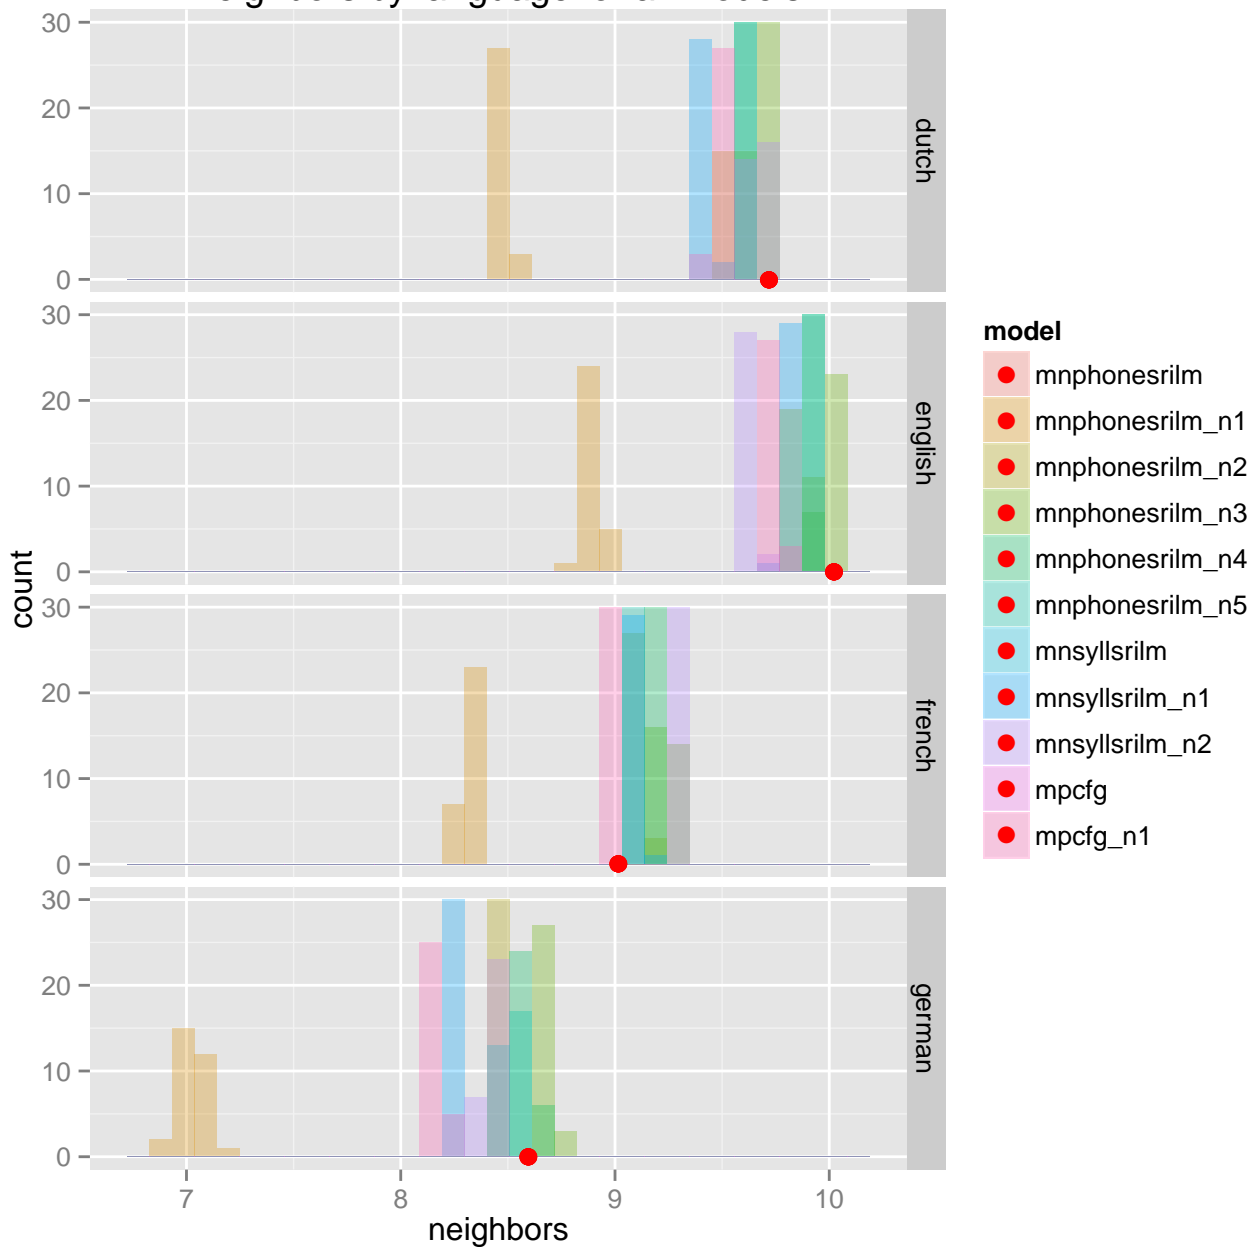 30
20
10
0
dutch
30
20
10
0
english
30
20
10
0
french
30
20
10
0
german
7
8
9
10
neighbors
count
model
mnphonesrilm
mnphonesrilm_n1
mnphonesrilm_n2
mnphonesrilm_n3
mnphonesrilm_n4
mnphonesrilm_n5
mnsyllsrilm
mnsyllsrilm_n1
mnsyllsrilm_n2
mpcfg
mpcfg_n1